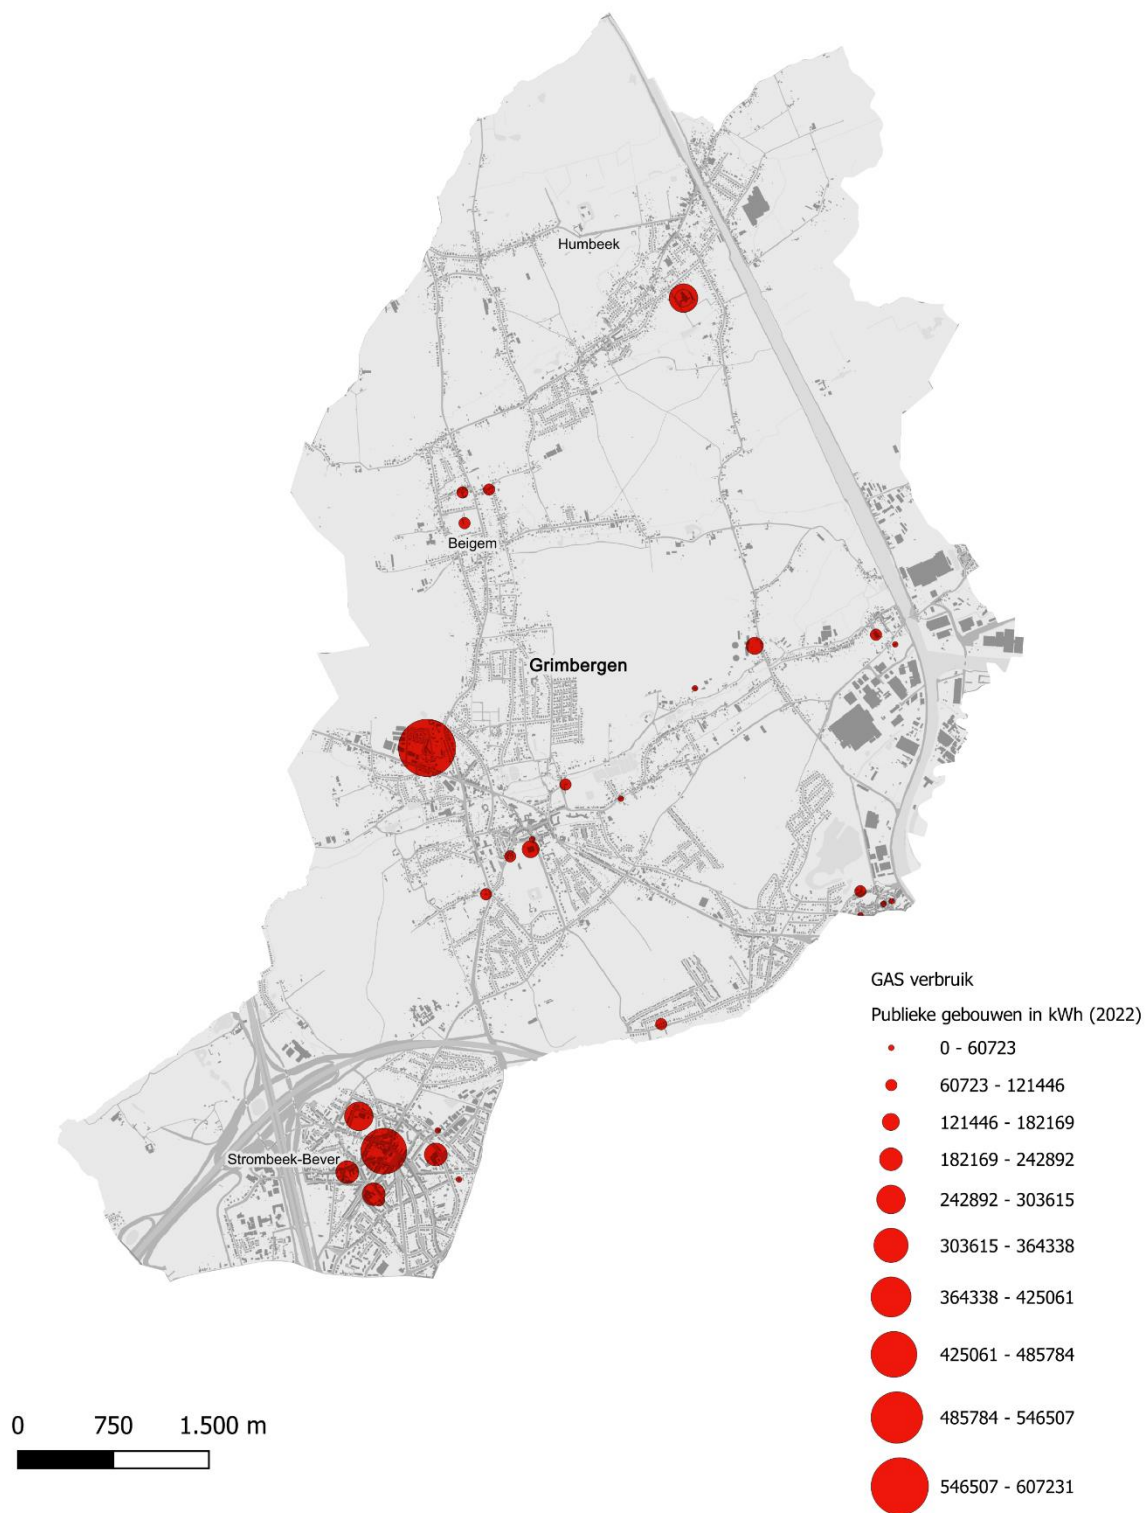 Humbeek
Beigem
Grimbergen
Strombeek-Bever
GAS verbruik
Publieke gebouwen in kWh (2022)
0 - 60723
60723 - 121446
121446 - 182169
182169 - 242892
242892 - 303615
303615 - 364338
364338 - 425061
425061 - 485784
485784 - 546507
546507 - 607231
0 750 1.500 m